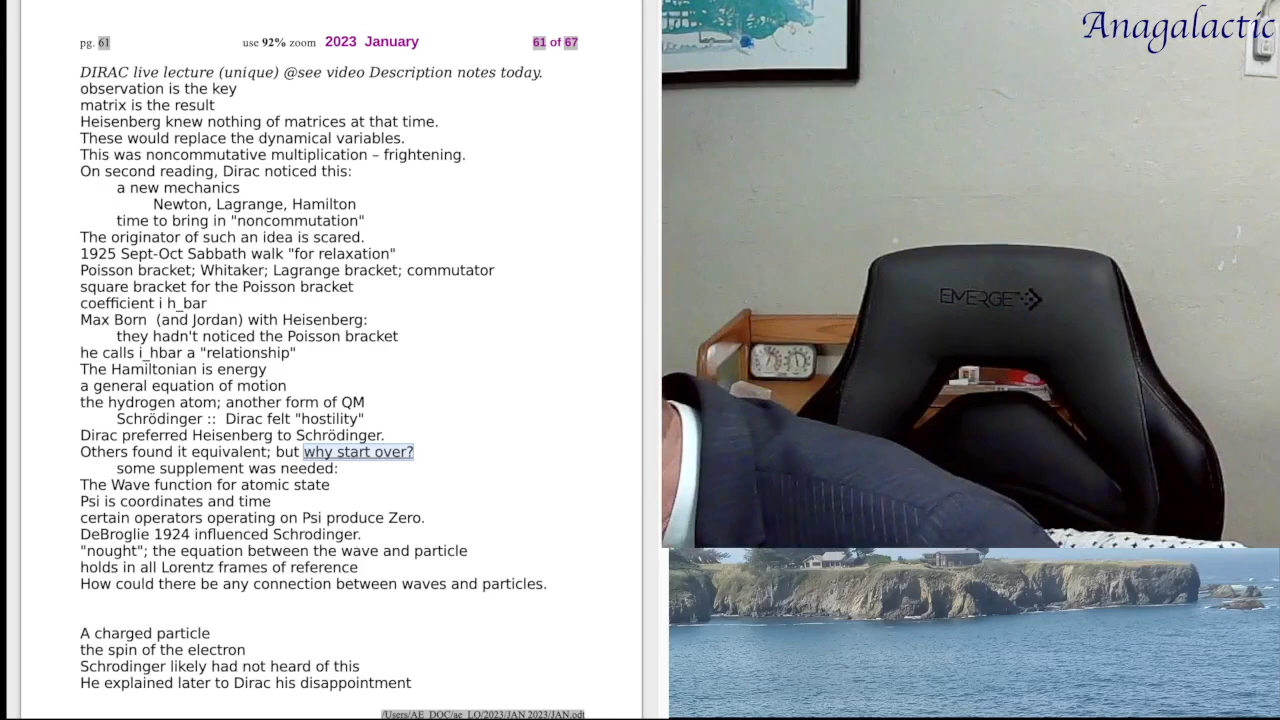 pg. 61 use 92% zoom 2023 January 61 of 67
DIRAC live lecture (unique) @see video Description notes today.
observation is the key
matrix is the result
Heisenberg knew nothing of matrices at that time.
These would replace the dynamical variables.
This was noncommutative multiplication – frightening.
On second reading, Dirac noticed this:
a new mechanics
Newton, Lagrange, Hamilton
time to bring in "noncommutation"
The originator of such an idea is scared.
1925 Sept-Oct Sabbath walk "for relaxation"
Poisson bracket; Whitaker; Lagrange bracket; commutator
square bracket for the Poisson bracket
coefficient i h_bar
Max Born (and Jordan) with Heisenberg:
they hadn't noticed the Poisson bracket
he calls i_hbar a "relationship"
The Hamiltonian is energy
a general equation of motion
the hydrogen atom; another form of QM
Schrödinger :: Dirac felt "hostility"
Dirac preferred Heisenberg to Schrödinger.
Others found it equivalent; but why start over?
some supplement was needed:
The Wave function for atomic state
Psi is coordinates and time
certain operators operating on Psi produce Zero.
DeBroglie 1924 influenced Schrodinger.
"nought"; the equation between the wave and particle
holds in all Lorentz frames of reference
How could there be any connection between waves and particles.
A charged particle
the spin of the electron
Schrodinger likely had not heard of this
He explained later to Dirac his disappointment
/Users/AE_DOC/ae_LO/2023/JAN 2023/JAN.odt
Anagalactic
EMERGE